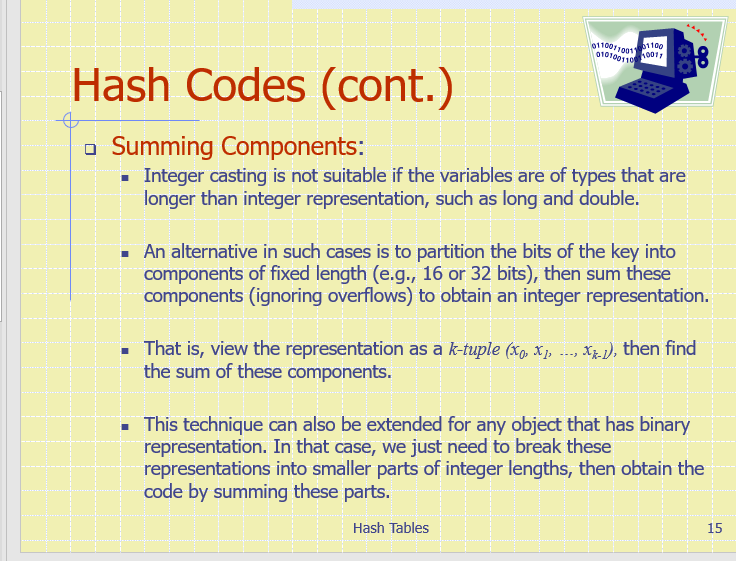 Hash Codes (cont.)
011001100110011100
01010011001110011
Summing Components:
Integer casting is not suitable if the variables are of types that are
longer than integer representation, such as long and double.
An alternative in such cases is to partition the bits of the key into
components of fixed length (e.g., 16 or 32 bits), then sum these
components (ignoring overflows) to obtain an integer representation.
That is, view the representation as a k-tuple (x₀, x₁, …, xₖ₋₁), then find
the sum of these components.
This technique can also be extended for any object that has binary
representation. In that case, we just need to break these
representations into smaller parts of integer lengths, then obtain the
code by summing these parts.
Hash Tables
15